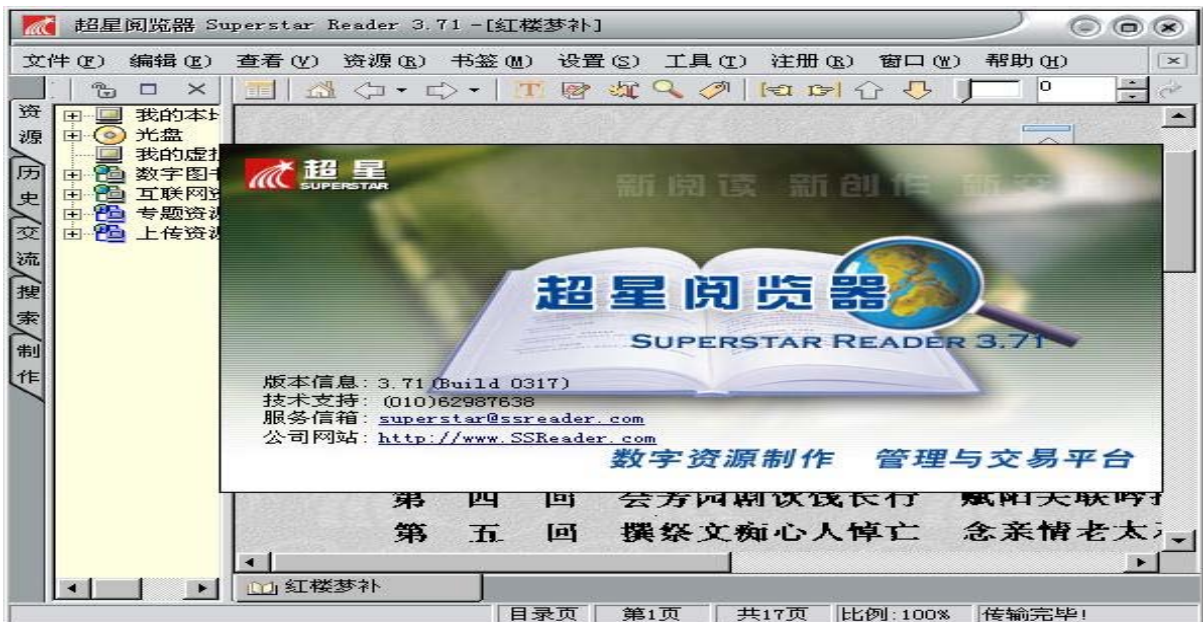 超星阅览器 Superstar Reader 3.71 -[红楼梦补]
文件(F) 编辑(E) 查看(V) 资源(R) 书签(M) 设置(S) 工具(T) 注册(R) 窗口(W) 帮助(H)
0
资源
历史
交流
搜索
制作
我的本
光盘
我的虚
数字图
互联网
专题资
上传资源
超星
SUPERSTAR
新阅读 新创作 新交
超星阅览器
SUPERSTAR READER 3.71
版本信息: 3.71(Build 0317)
技术支持: (010)62987638
服务信箱: superstar@ssreader.com
公司网站: http://www.SSReader.com
数字资源制作 管理与交易平台
第四回
第五回 撰祭文痴心人悼亡 念亲情老太
红楼梦补
目录页 第1页 共17页 比例:100% 传输完毕!